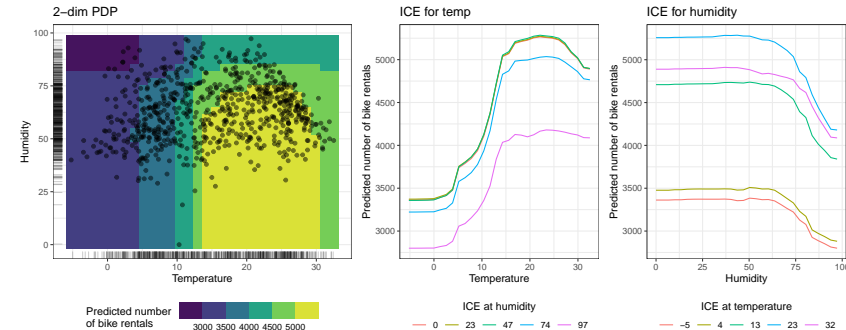 2-dim PDP
100
75
50
25
0
Humidity
0 10 20 30
Temperature
Predicted number
of bike rentals
3000 3500 4000 4500 5000
ICE for temp
5000
4500
4000
3500
3000
Predicted number of bike rentals
0 10 20 30
Temperature
ICE at humidity
0 23 47 74 97
ICE for humidity
5000
4500
4000
3500
3000
Predicted number of bike rentals
0 25 50 75 100
Humidity
ICE at temperature
−5 4 13 23 32